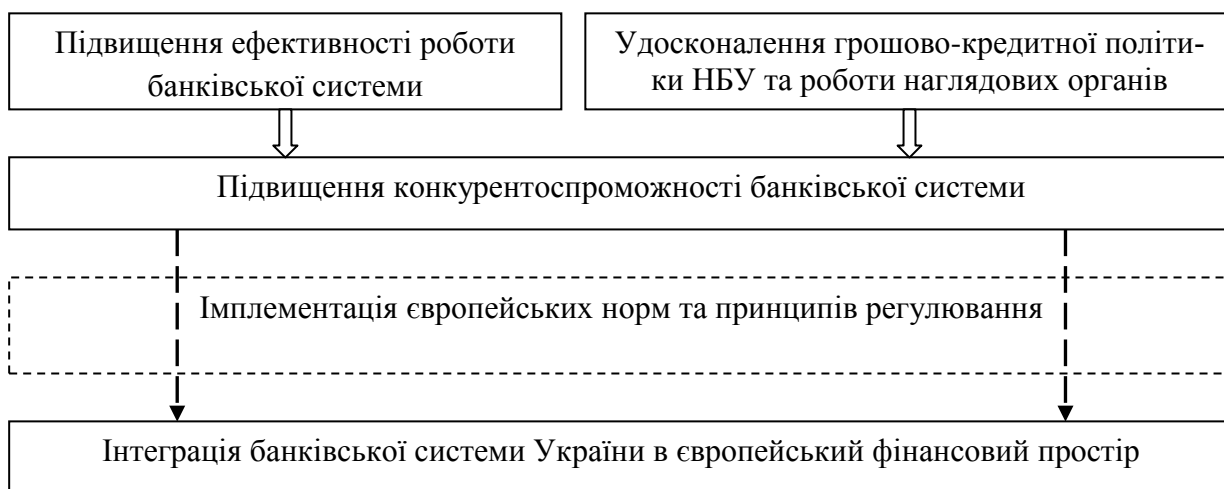 Підвищення ефективності роботи
банківської системи
Удосконалення грошово-кредитної політи-
ки НБУ та роботи наглядових органів
Підвищення конкурентоспроможності банківської системи
Імплементація європейських норм та принципів регулювання
Інтеграція банківської системи України в європейський фінансовий простір